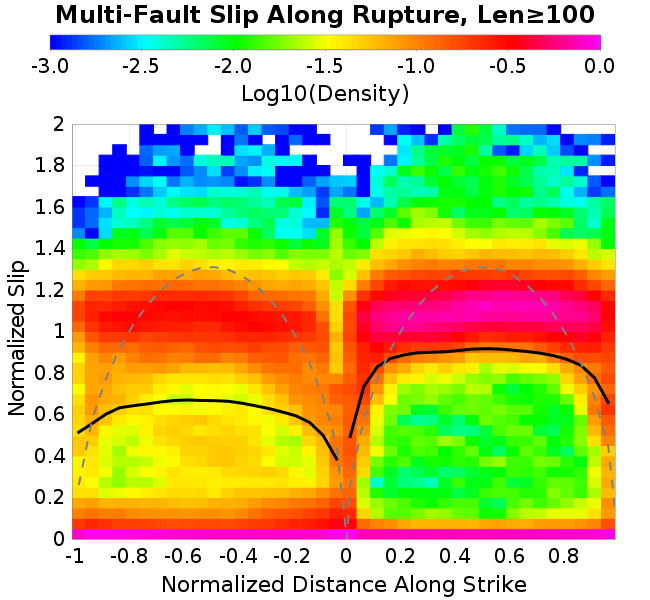 Multi-Fault Slip Along Rupture, Len≥100
-3.0 -2.5 -2.0 -1.5 -1.0 -0.5 0.0
Log10(Density)
2
1.8
1.6
1.4
1.2
1
0.8
0.6
0.4
0.2
0
Normalized Slip
-1 -0.8 -0.6 -0.4 -0.2 0 0.2 0.4 0.6 0.8
Normalized Distance Along Strike